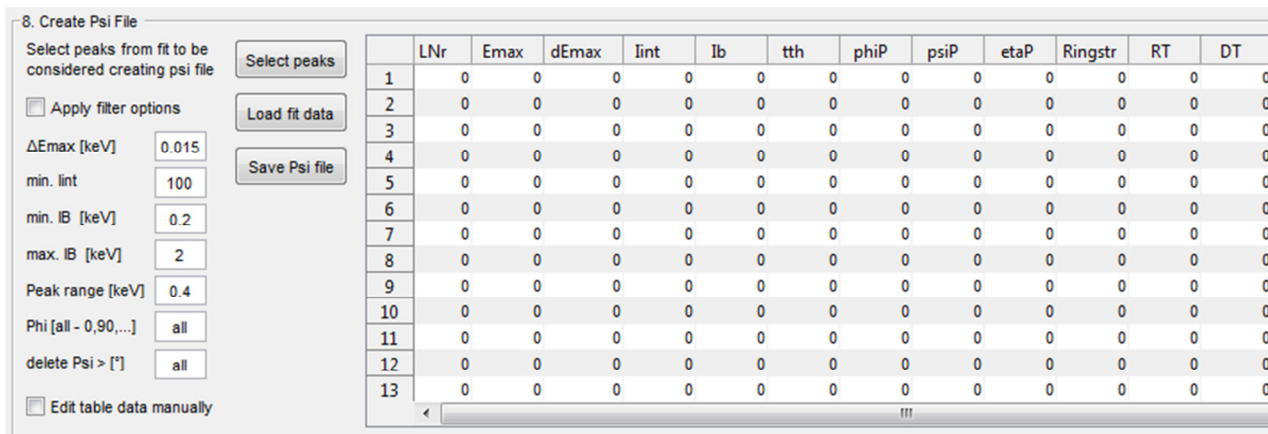 8. Create Psi File
Select peaks from fit to be
considered creating psi file
Select peaks
Apply filter options
Load fit data
ΔEmax [keV] 0.015
Save Psi file
min. Iint 100
min. IB [keV] 0.2
max. IB [keV] 2
Peak range [keV] 0.4
Phi [all - 0,90,...] all
delete Psi > [°] all
Edit table data manually
LNr Emax dEmax Iint Ib tth phiP psiP etaP Ringstr RT DT
1 0 0 0 0 0 0 0 0 0 0 0 0
2 0 0 0 0 0 0 0 0 0 0 0 0
3 0 0 0 0 0 0 0 0 0 0 0 0
4 0 0 0 0 0 0 0 0 0 0 0 0
5 0 0 0 0 0 0 0 0 0 0 0 0
6 0 0 0 0 0 0 0 0 0 0 0 0
7 0 0 0 0 0 0 0 0 0 0 0 0
8 0 0 0 0 0 0 0 0 0 0 0 0
9 0 0 0 0 0 0 0 0 0 0 0 0
10 0 0 0 0 0 0 0 0 0 0 0 0
11 0 0 0 0 0 0 0 0 0 0 0 0
12 0 0 0 0 0 0 0 0 0 0 0 0
13 0 0 0 0 0 0 0 0 0 0 0 0